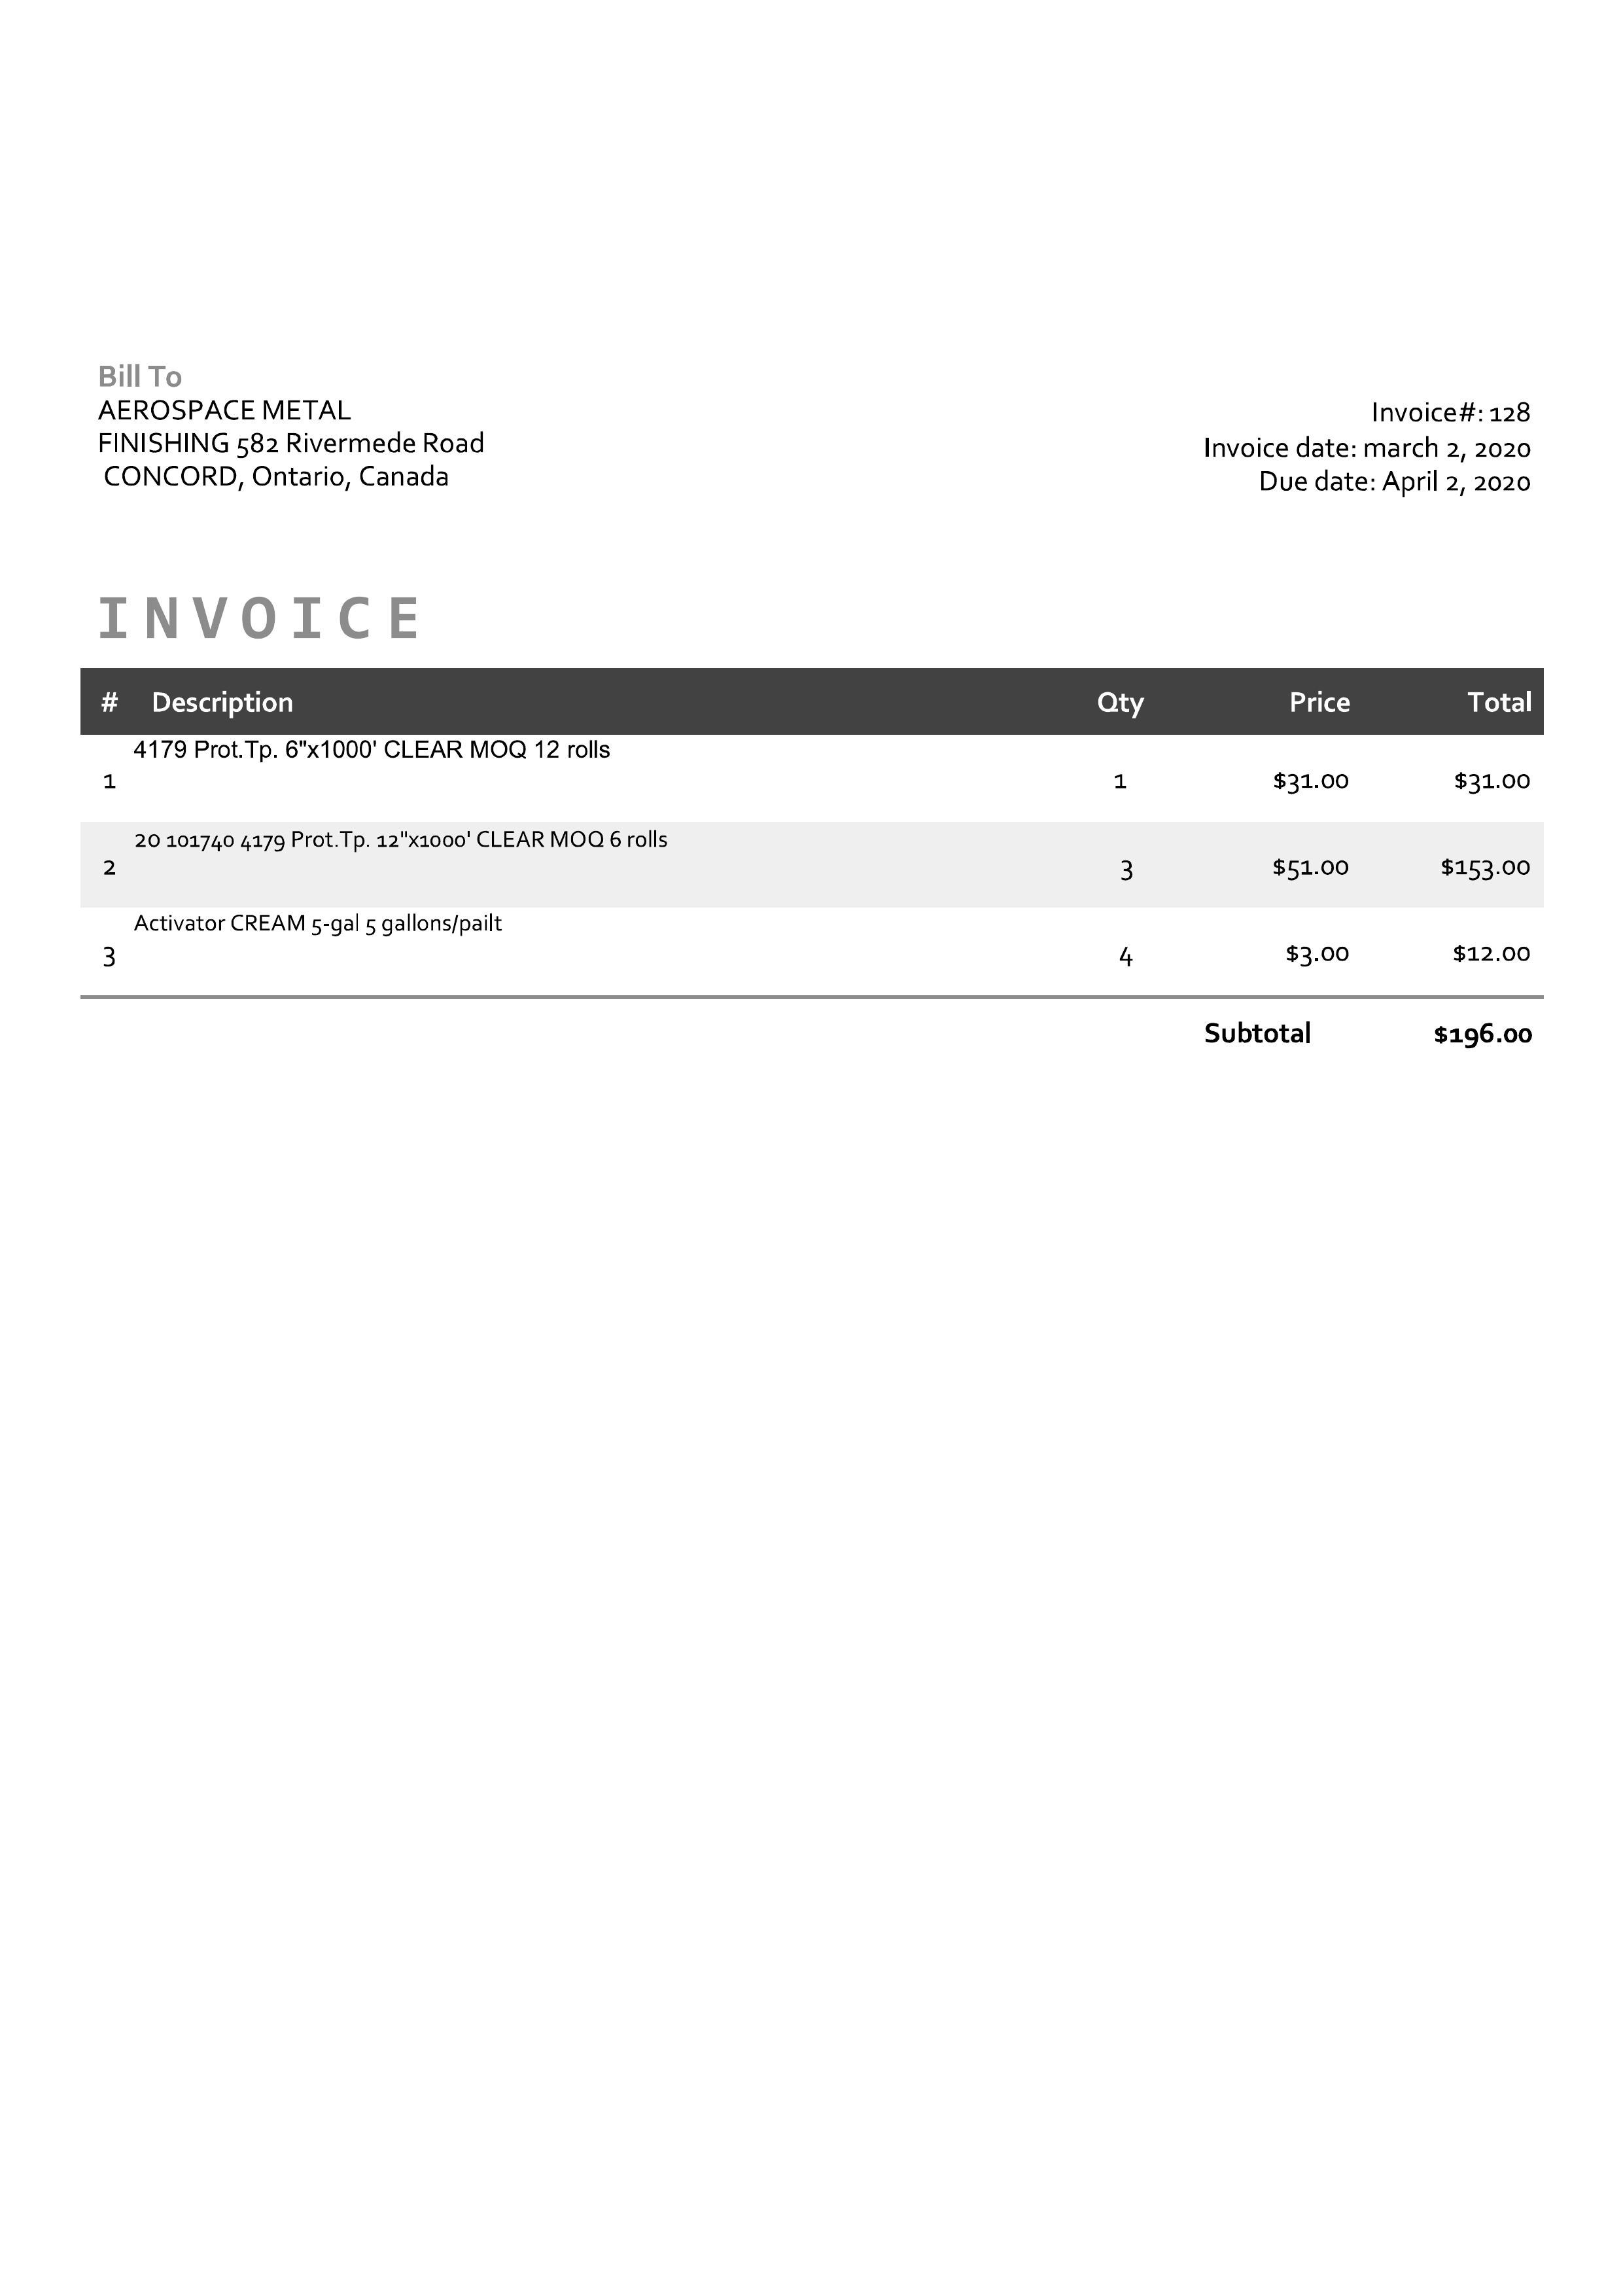 Bill To
AEROSPACE METAL
FINISHING 582 Rivermede Road
CONCORD, Ontario, Canada
Invoice#: 128
Invoice date: march 2, 2020
Due date: April 2, 2020
INVOICE
# Description Qty Price Total
4179 Prot.Tp. 6"x1000' CLEAR MOQ 12 rolls
1 1 $31.00 $31.00
20 101740 4179 Prot.Tp. 12"x1000' CLEAR MOQ 6 rolls
2 3 $51.00 $153.00
Activator CREAM 5-gal 5 gallons/pailt
3 4 $3.00 $12.00
Subtotal $196.00